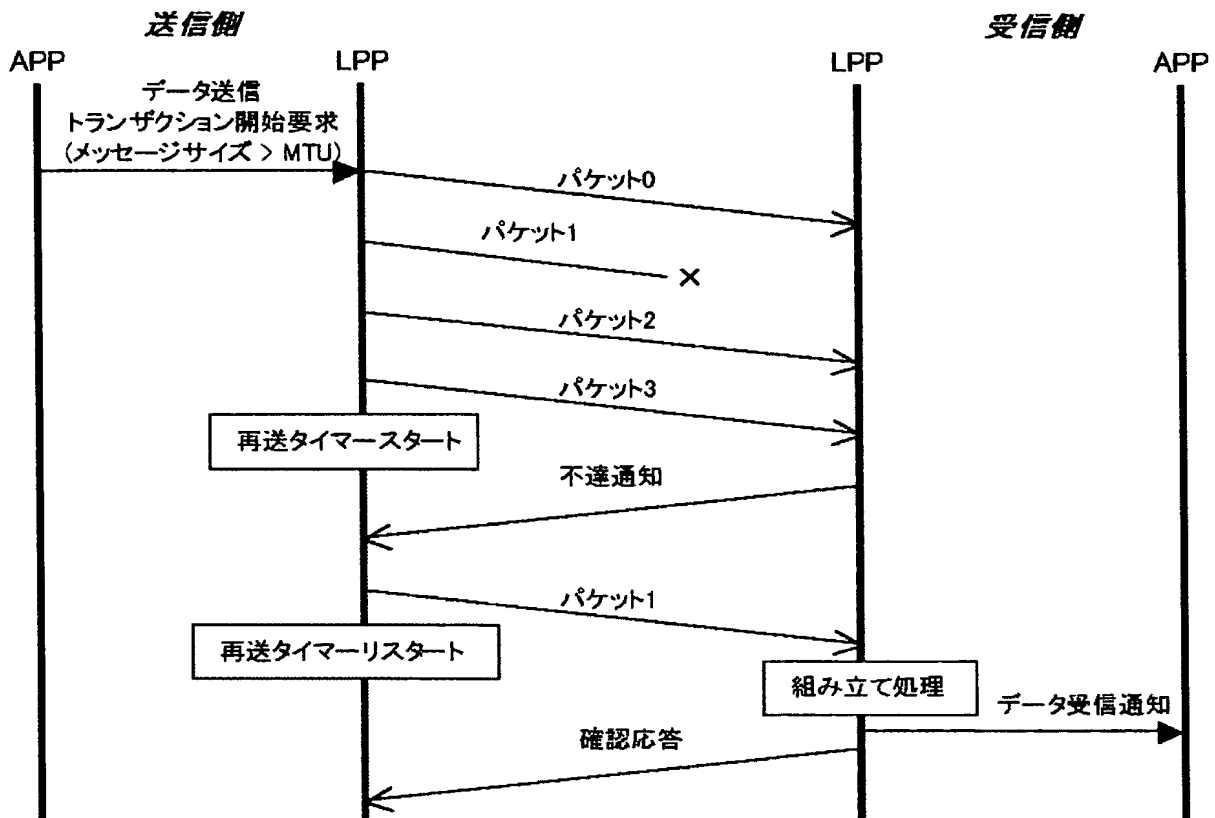 送信側
受信側
APP
LPP
LPP
APP
データ送信
トランザクション開始要求
(メッセージサイズ > MTU)
パケット0
パケット1
×
パケット2
パケット3
再送タイマースタート
不達通知
パケット1
再送タイマーリスタート
組み立て処理
データ受信通知
確認応答